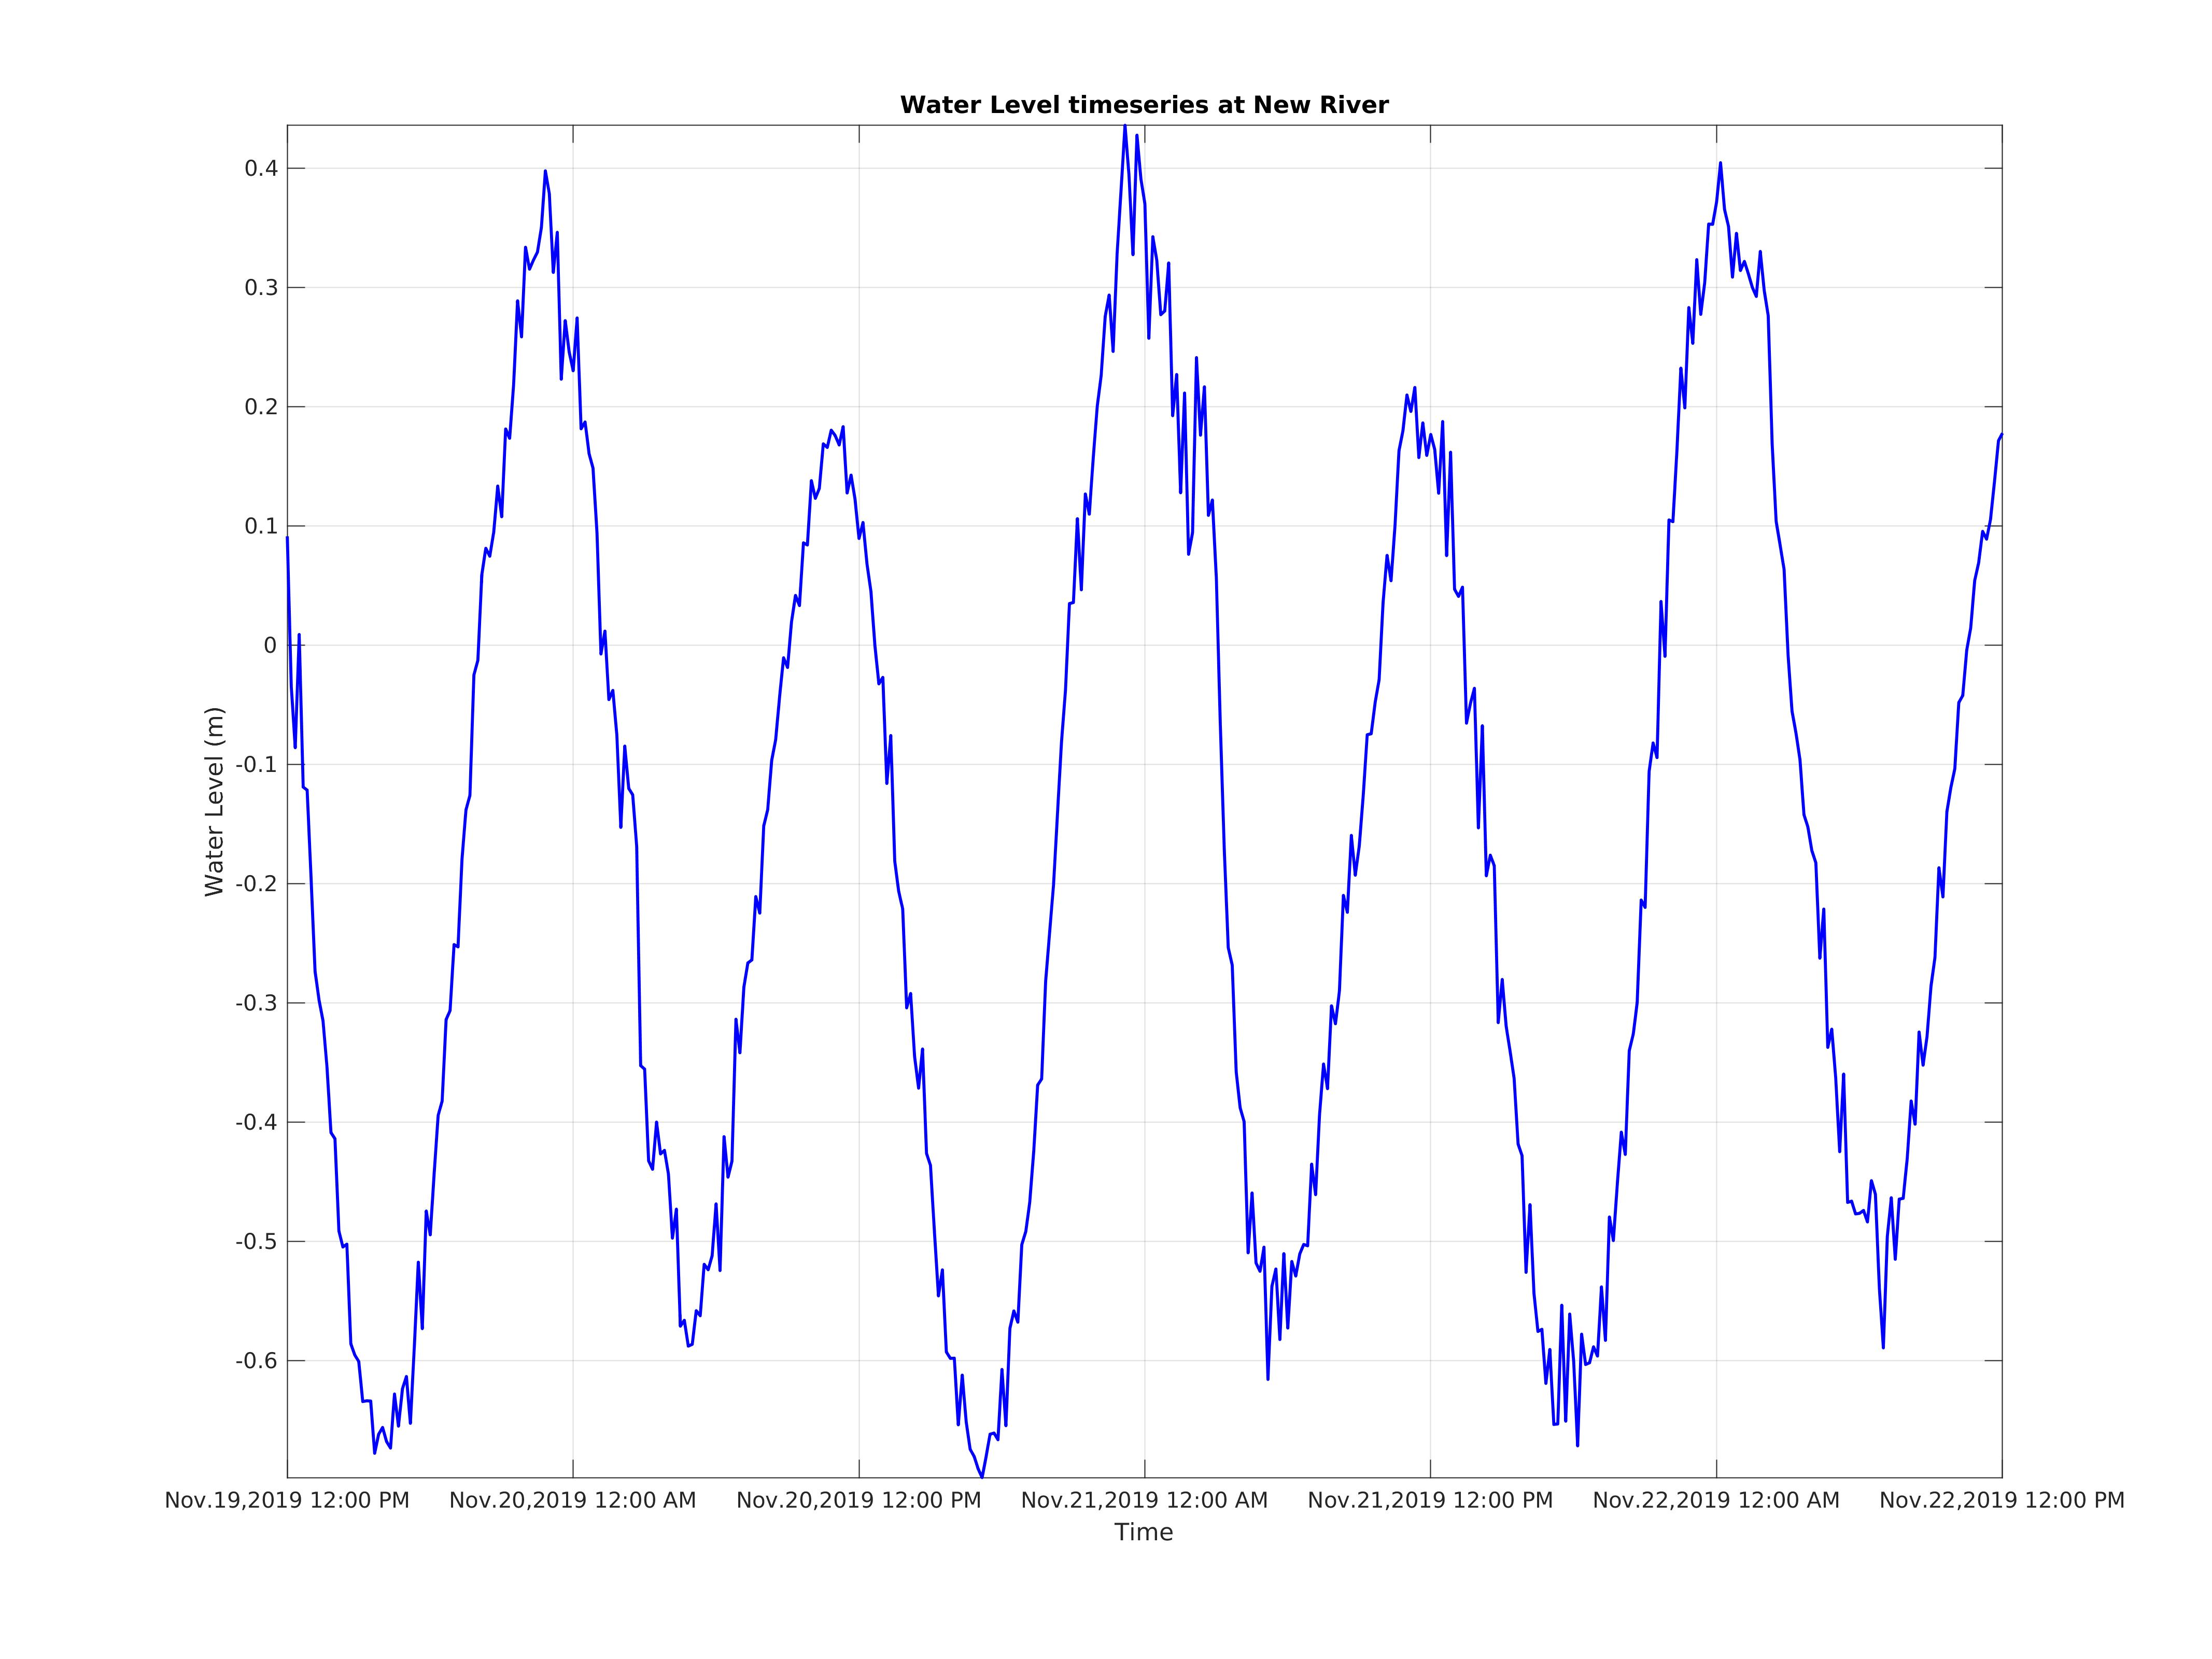 Water Level timeseries at New River
0.4
0.3
0.2
0.1
0
-0.1
-0.2
-0.3
-0.4
-0.5
-0.6
Water Level (m)
Nov.19,2019 12:00 PM
Nov.20,2019 12:00 AM
Nov.20,2019 12:00 PM
Nov.21,2019 12:00 AM
Nov.21,2019 12:00 PM
Nov.22,2019 12:00 AM
Nov.22,2019 12:00 PM
Time